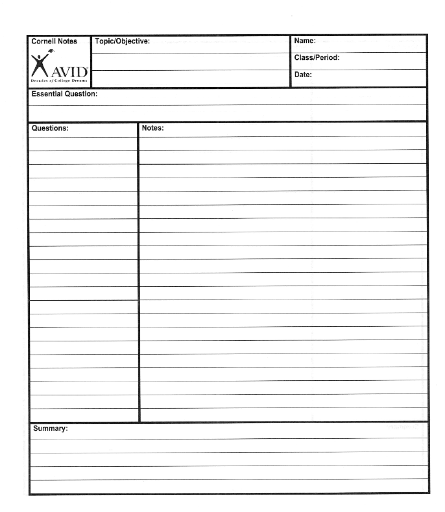 Cornell Notes
Topic/Objective:
Name:
AVID
Decades of College Dreams
Class/Period:
Date:
Essential Question:
Questions:
Notes:
Summary: